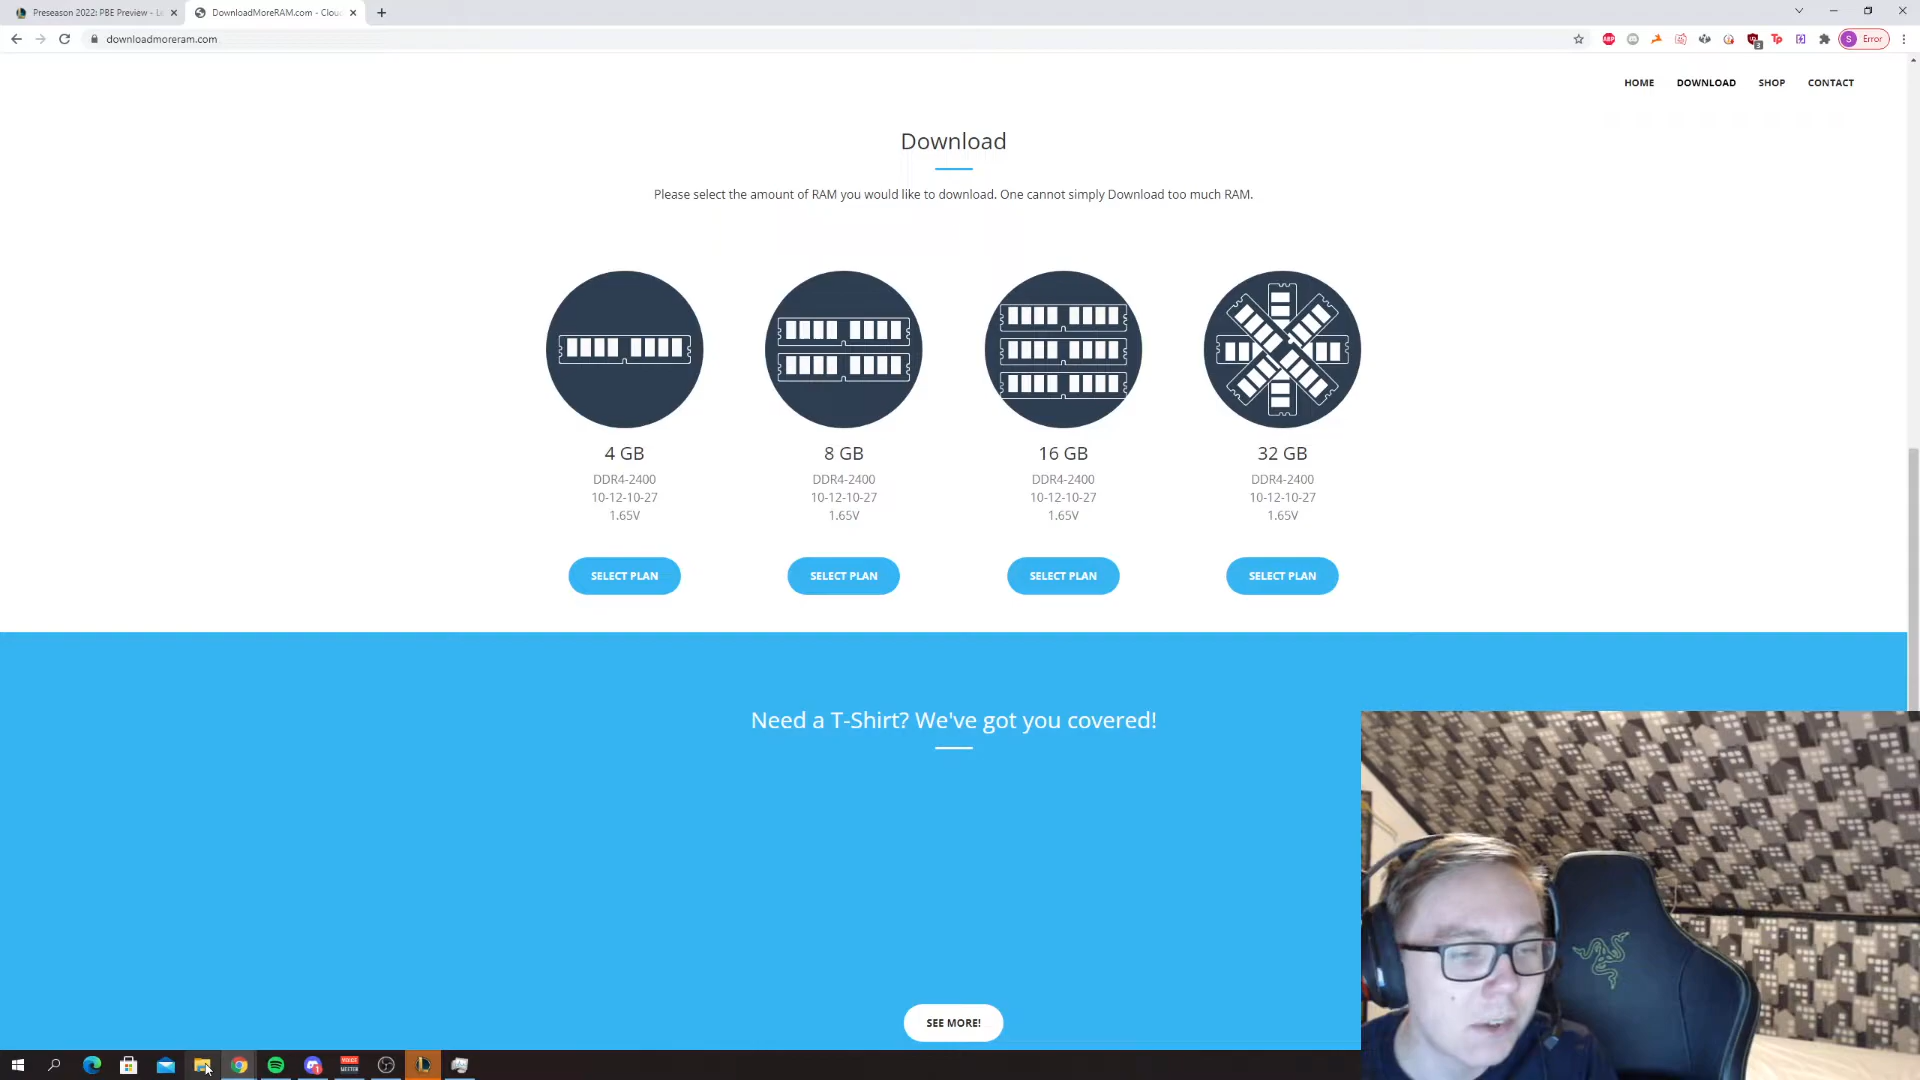 Preseason 2022: PBE Preview - L
DownloadMoreRAM.com - Clou
downloadmoreram.com
ABP
3
Tp
S Error
HOME DOWNLOAD SHOP CONTACT
Download
Please select the amount of RAM you would like to download. One cannot simply Download too much RAM.
4 GB 8 GB 16 GB 32 GB
DDR4-2400 DDR4-2400 DDR4-2400 DDR4-2400
10-12-10-27 10-12-10-27 10-12-10-27 10-12-10-27
1.65V 1.65V 1.65V 1.65V
SELECT PLAN SELECT PLAN SELECT PLAN SELECT PLAN
Need a T-Shirt? We've got you covered!
SEE MORE!